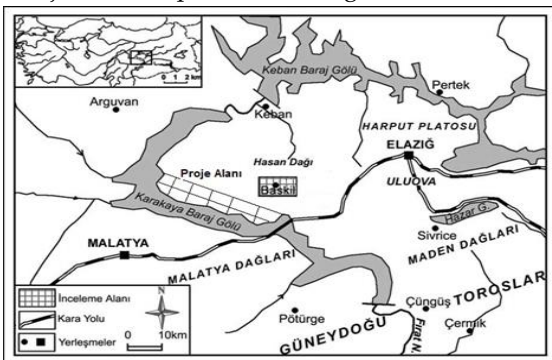 0 1 2 km
Keban Baraj Gölü
Pertek
Arguvan
Keban
HARPUT PLATOSU
ELAZIĞ
Hasan Dağı
Proje Alanı
Baskil
ULUOVA
Karakaya Baraj Gölü
Hazar G.
Sivrice
MALATYA
MADEN DAĞLARI
MALATYA DAĞLARI
İnceleme Alanı
N
Kara Yolu
Yerleşmeler
0 10km
Pötürge
Çüngüş
TOROSLAR
GÜNEYDOĞU
Fırat N.
Çermik